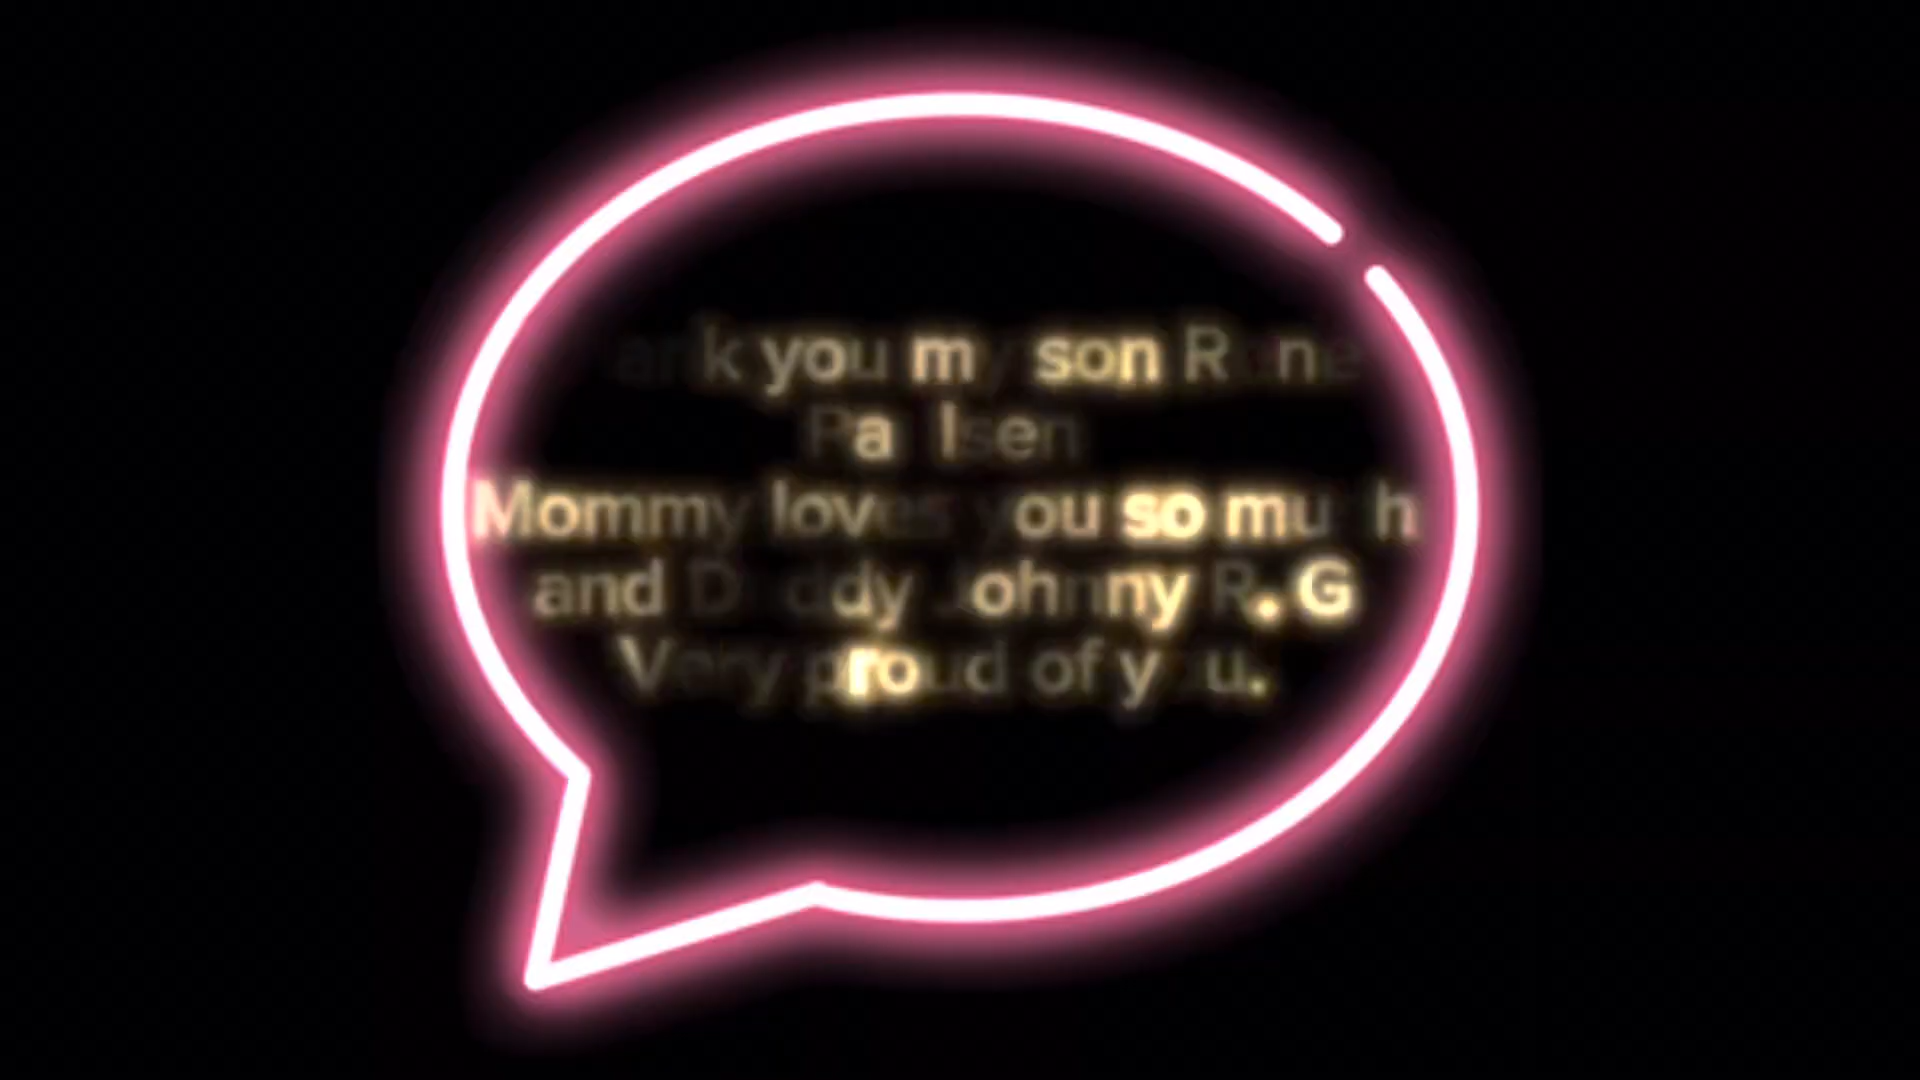 you my son
Mommy loves you so much
and Daddy Johnny R.G
Very proud of you.